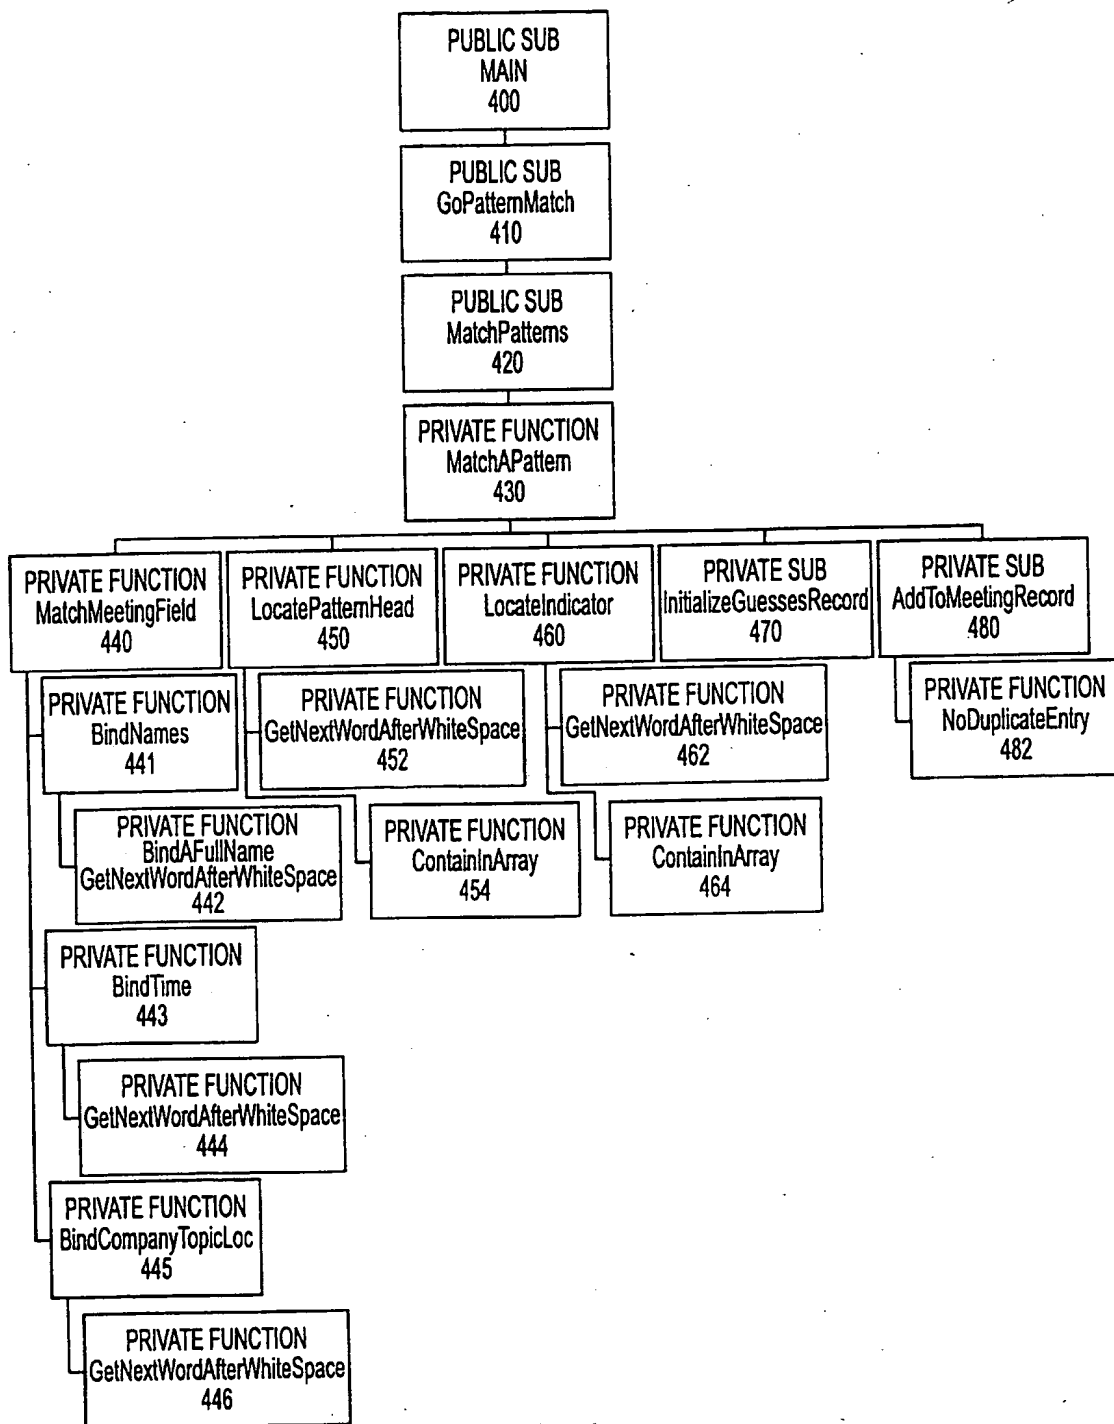 PUBLIC SUB
MAIN
400
PUBLIC SUB
GoPatternMatch
410
PUBLIC SUB
MatchPatterns
420
PRIVATE FUNCTION
MatchAPattern
430
PRIVATE FUNCTION
MatchMeetingField
440
PRIVATE FUNCTION
LocatePatternHead
450
PRIVATE FUNCTION
LocateIndicator
460
PRIVATE SUB
InitializeGuessesRecord
470
PRIVATE SUB
AddToMeetingRecord
480
PRIVATE FUNCTION
BindNames
441
PRIVATE FUNCTION
GetNextWordAfterWhiteSpace
452
PRIVATE FUNCTION
GetNextWordAfterWhiteSpace
462
PRIVATE FUNCTION
NoDuplicateEntry
482
PRIVATE FUNCTION
BindAFullName
GetNextWordAfterWhiteSpace
442
PRIVATE FUNCTION
ContainInArray
454
PRIVATE FUNCTION
ContainInArray
464
PRIVATE FUNCTION
BindTime
443
PRIVATE FUNCTION
GetNextWordAfterWhiteSpace
444
PRIVATE FUNCTION
BindCompanyTopicLoc
445
PRIVATE FUNCTION
GetNextWordAfterWhiteSpace
446